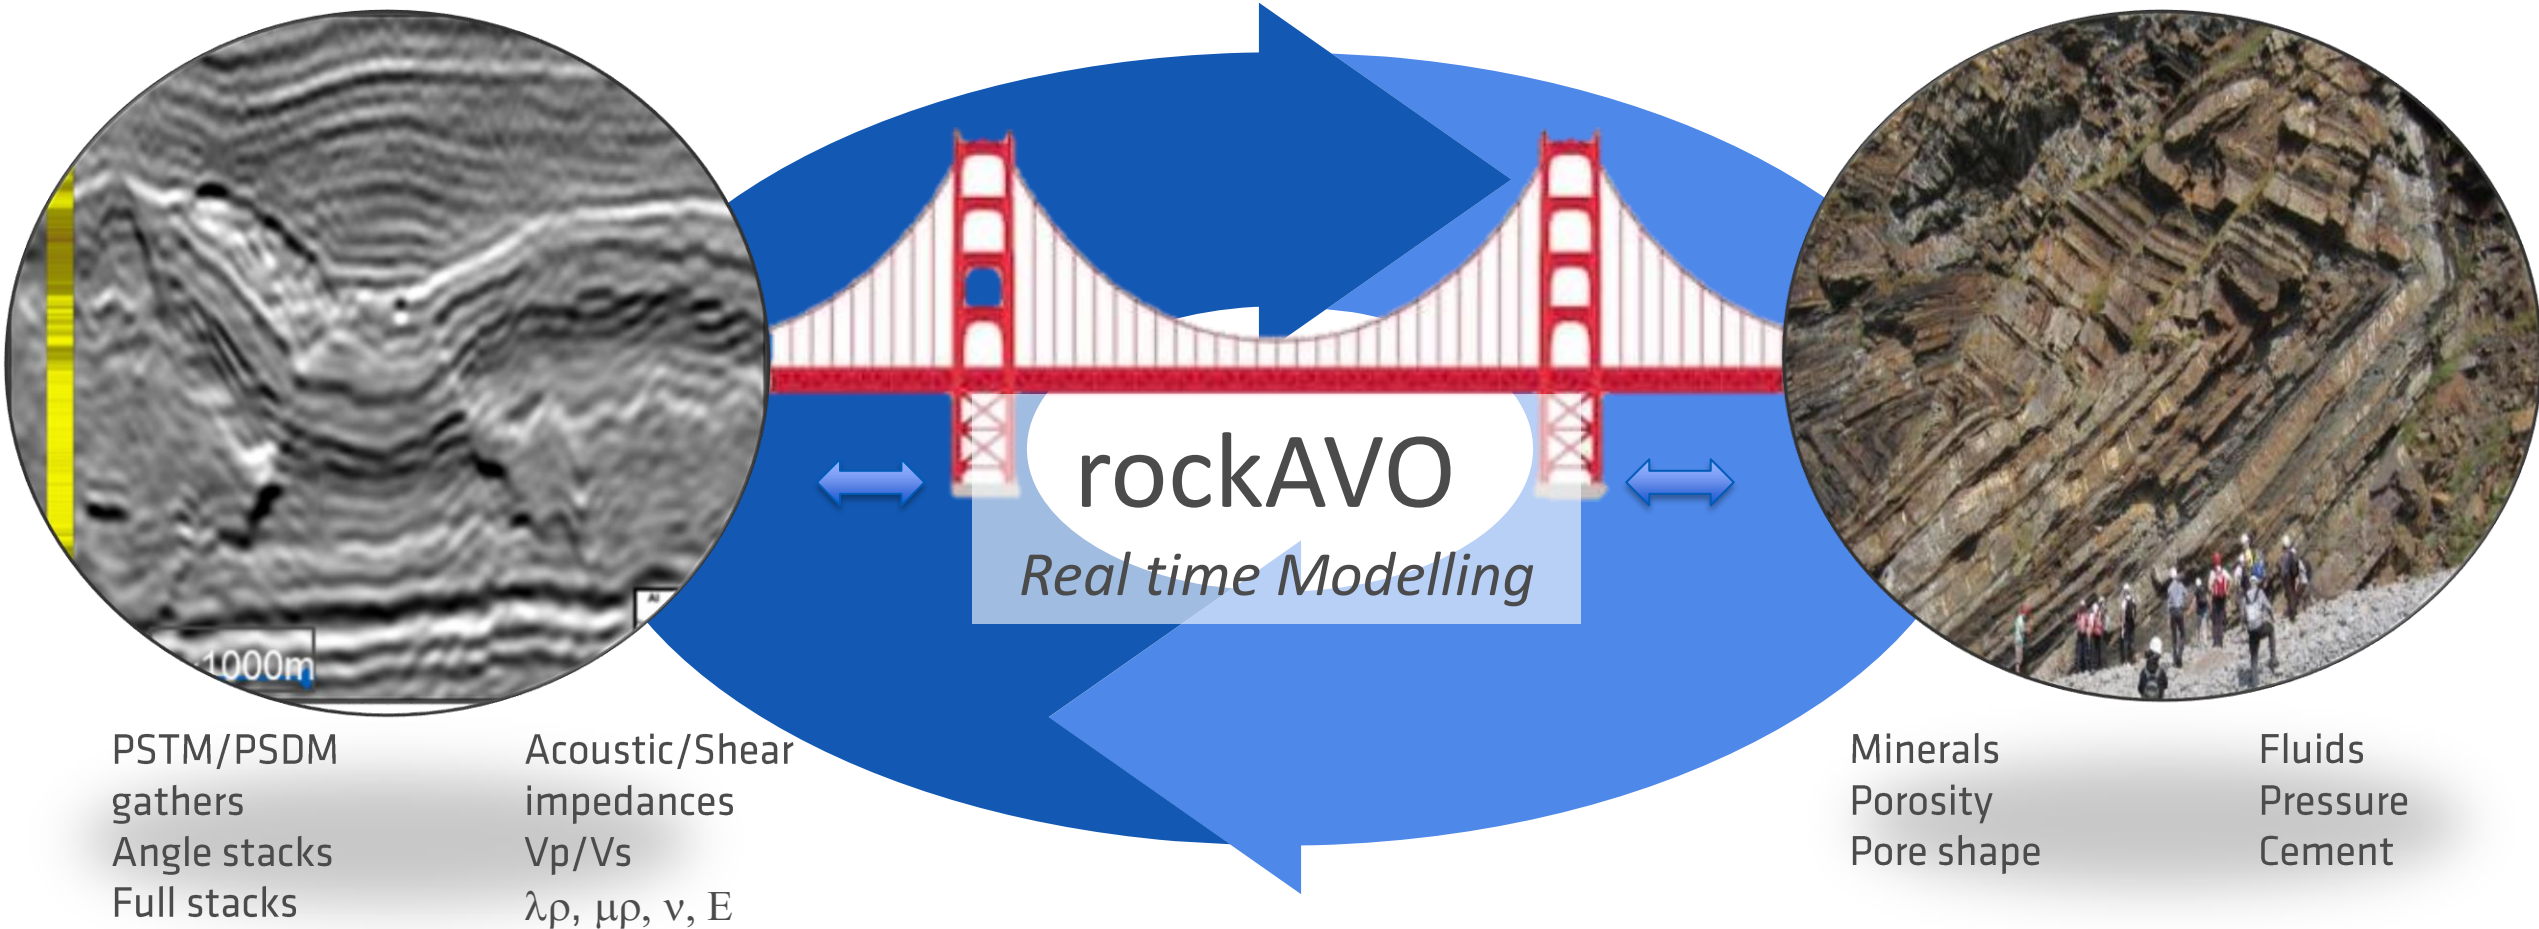 AI
1000m
rockAVO
Real time Modelling
PSTM/PSDM
gathers
Angle stacks
Full stacks
Acoustic/Shear
impedances
Vp/Vs
λρ, μρ, ν, E
Minerals
Porosity
Pore shape
Fluids
Pressure
Cement